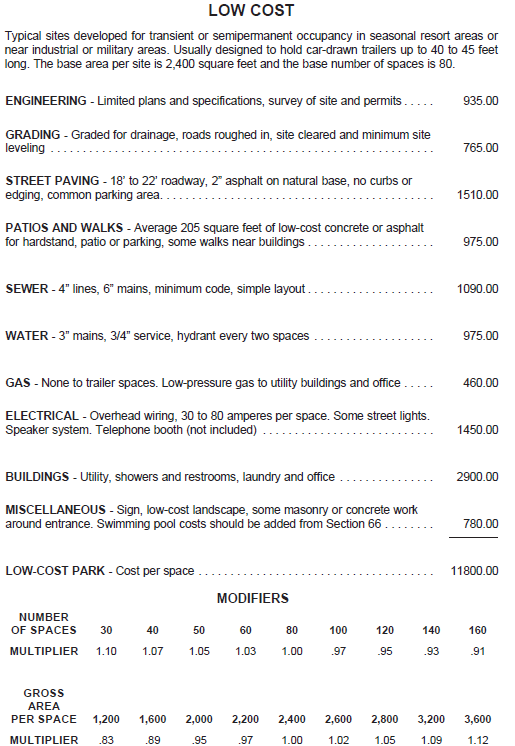 LOW COST
Typical sites developed for transient or semipermanent occupancy in seasonal resort areas or
near industrial or military areas. Usually designed to hold car-drawn trailers up to 40 to 45 feet
long. The base area per site is 2,400 square feet and the base number of spaces is 80.
ENGINEERING - Limited plans and specifications, survey of site and permits . . . . . 935.00
GRADING - Graded for drainage, roads roughed in, site cleared and minimum site
leveling . . . . . . . . . . . . . . . . . . . . . . . . . . . . . . . . . . . . . . . . . . . . . . . . . . . . . . . . . . . 765.00
STREET PAVING - 18' to 22' roadway, 2” asphalt on natural base, no curbs or
edging, common parking area. . . . . . . . . . . . . . . . . . . . . . . . . . . . . . . . . . . . . . . . . 1510.00
PATIOS AND WALKS - Average 205 square feet of low-cost concrete or asphalt
for hardstand, patio or parking, some walks near buildings . . . . . . . . . . . . . . . . . . . 975.00
SEWER - 4” lines, 6” mains, minimum code, simple layout . . . . . . . . . . . . . . . . . . . . 1090.00
WATER - 3” mains, 3/4” service, hydrant every two spaces . . . . . . . . . . . . . . . . . . . 975.00
GAS - None to trailer spaces. Low-pressure gas to utility buildings and office . . . . . 460.00
ELECTRICAL - Overhead wiring, 30 to 80 amperes per space. Some street lights.
Speaker system. Telephone booth (not included) . . . . . . . . . . . . . . . . . . . . . . . . . . 1450.00
BUILDINGS - Utility, showers and restrooms, laundry and office . . . . . . . . . . . . . . . 2900.00
MISCELLANEOUS - Sign, low-cost landscape, some masonry or concrete work
around entrance. Swimming pool costs should be added from Section 66 . . . . . . . . 780.00
LOW-COST PARK - Cost per space . . . . . . . . . . . . . . . . . . . . . . . . . . . . . . . . . . . . 11800.00
MODIFIERS
NUMBER
OF SPACES 30 40 50 60 80 100 120 140 160
MULTIPLIER 1.10 1.07 1.05 1.03 1.00 .97 .95 .93 .91
GROSS
AREA
PER SPACE 1,200 1,600 2,000 2,200 2,400 2,600 2,800 3,200 3,600
MULTIPLIER .83 .89 .95 .97 1.00 1.02 1.05 1.09 1.12